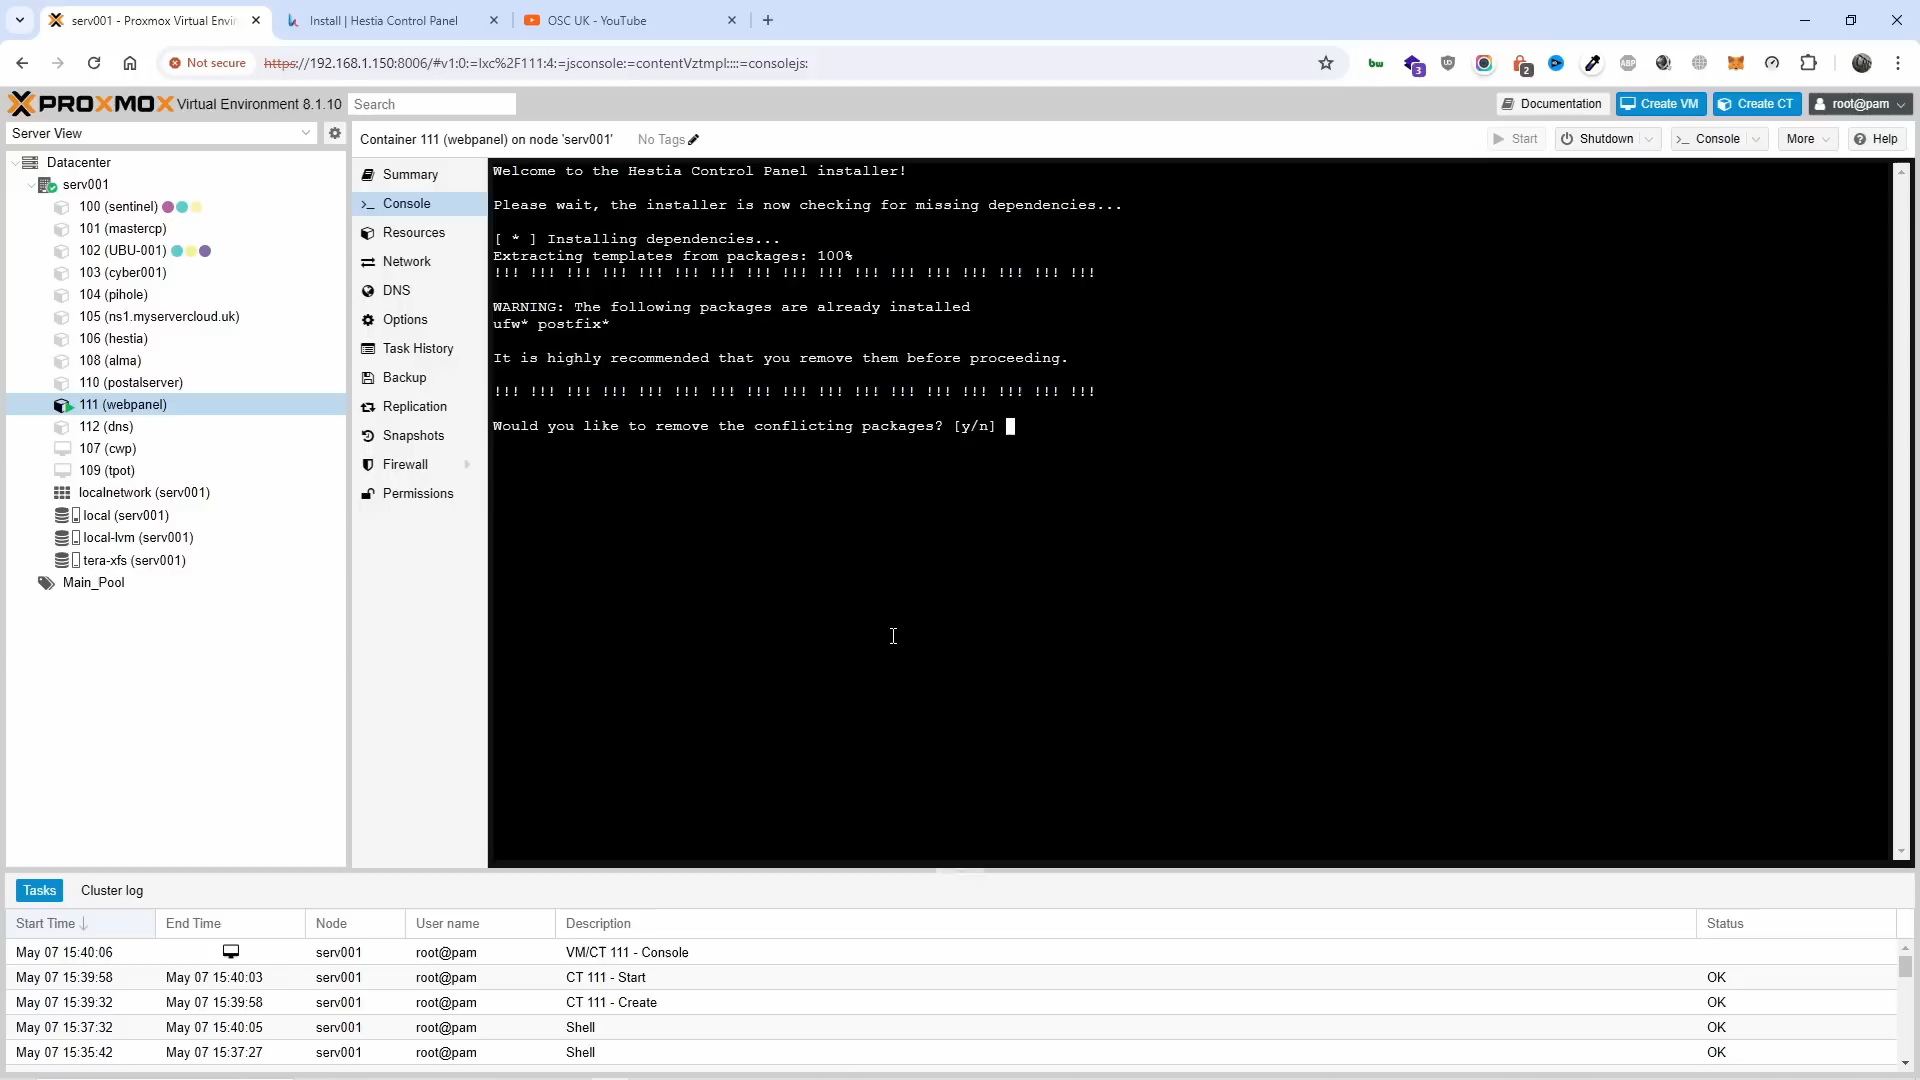 serv001 - Proxmox Virtual Envir
Install | Hestia Control Panel
OSC UK - YouTube
Not secure
https://192.168.1.150:8006/#v1:0:=lxc%2F111:4:=jsconsole:=contentVztmpl::::=consolejs:
bw
3
2
ABP
PROXMOX Virtual Environment 8.1.10
Search
Documentation
Create VM
Create CT
root@pam
Server View
Container 111 (webpanel) on node 'serv001'
No Tags
Start
Shutdown
Console
More
Help
Datacenter
serv001
100 (sentinel)
101 (mastercp)
102 (UBU-001)
103 (cyber001)
104 (pihole)
105 (ns1.myservercloud.uk)
106 (hestia)
108 (alma)
110 (postalserver)
111 (webpanel)
112 (dns)
107 (cwp)
109 (tpot)
localnetwork (serv001)
local (serv001)
local-lvm (serv001)
tera-xfs (serv001)
Main_Pool
Summary
Console
Resources
Network
DNS
Options
Task History
Backup
Replication
Snapshots
Firewall
Permissions
Welcome to the Hestia Control Panel installer!
Please wait, the installer is now checking for missing dependencies...
[ * ] Installing dependencies...
Extracting templates from packages: 100%
!!! !!! !!! !!! !!! !!! !!! !!! !!! !!! !!! !!! !!! !!! !!! !!! !!!
WARNING: The following packages are already installed
ufw* postfix*
It is highly recommended that you remove them before proceeding.
!!! !!! !!! !!! !!! !!! !!! !!! !!! !!! !!! !!! !!! !!! !!! !!! !!!
Would you like to remove the conflicting packages? [y/n]
Tasks
Cluster log
Start Time
End Time
Node
User name
Description
Status
May 07 15:40:06
serv001
root@pam
VM/CT 111 - Console
May 07 15:39:58
May 07 15:40:03
serv001
root@pam
CT 111 - Start
OK
May 07 15:39:32
May 07 15:39:58
serv001
root@pam
CT 111 - Create
OK
May 07 15:37:32
May 07 15:40:05
serv001
root@pam
Shell
OK
May 07 15:35:42
May 07 15:37:27
serv001
root@pam
Shell
OK